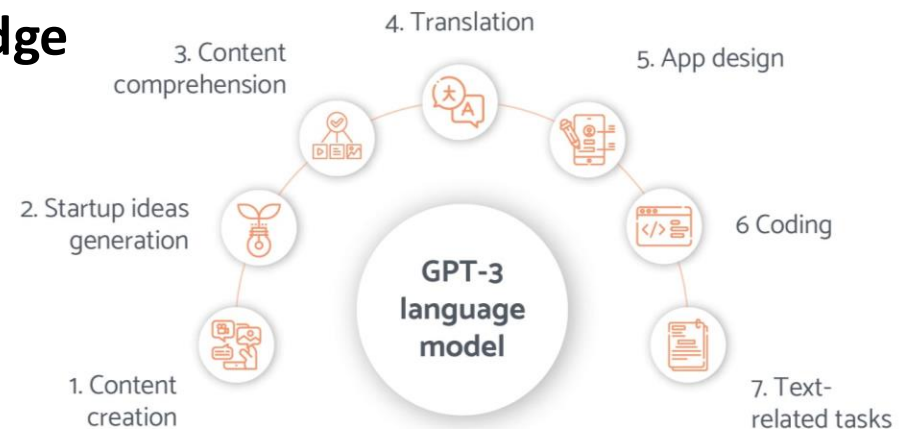 dge
4. Translation
3. Content
comprehension
5. App design
2. Startup ideas
generation
6 Coding
GPT-3
language
model
1. Content
creation
7. Text-
related tasks